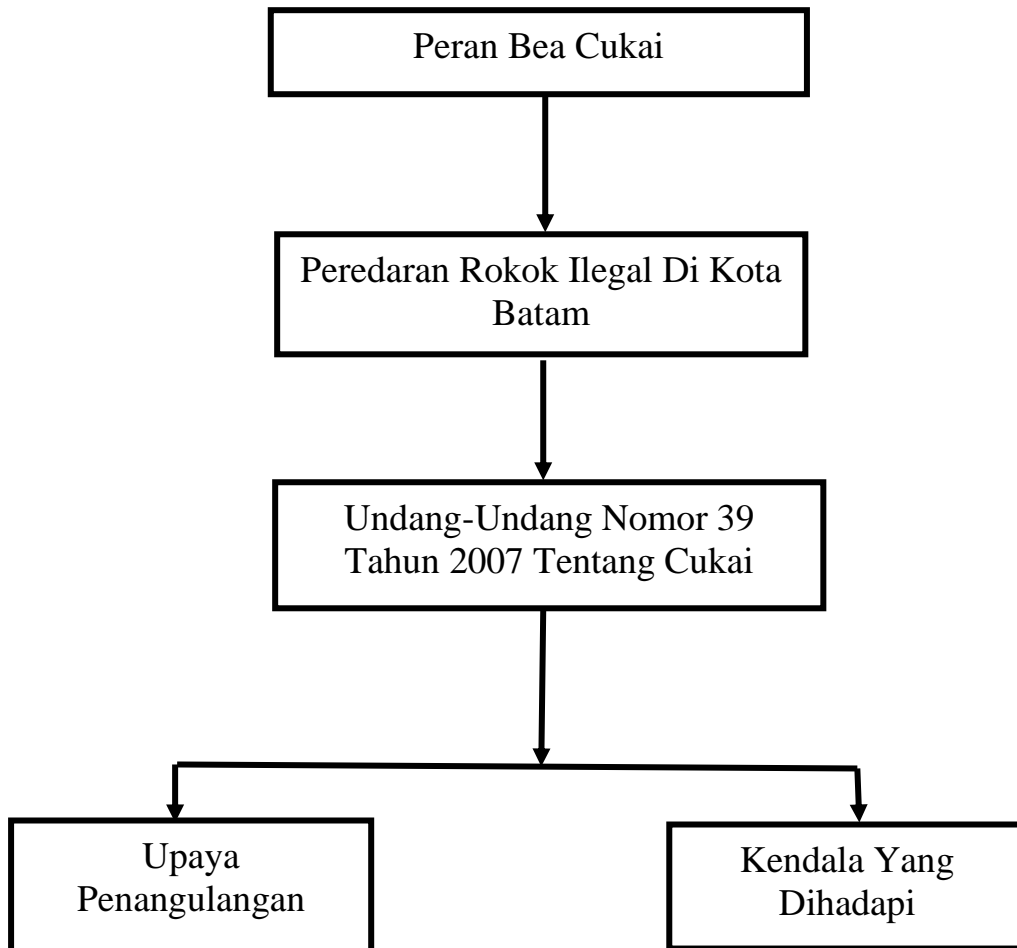 Peran Bea Cukai
Peredaran Rokok Ilegal Di Kota
Batam
Undang-Undang Nomor 39
Tahun 2007 Tentang Cukai
Upaya
Penangulangan
Kendala Yang
Dihadapi